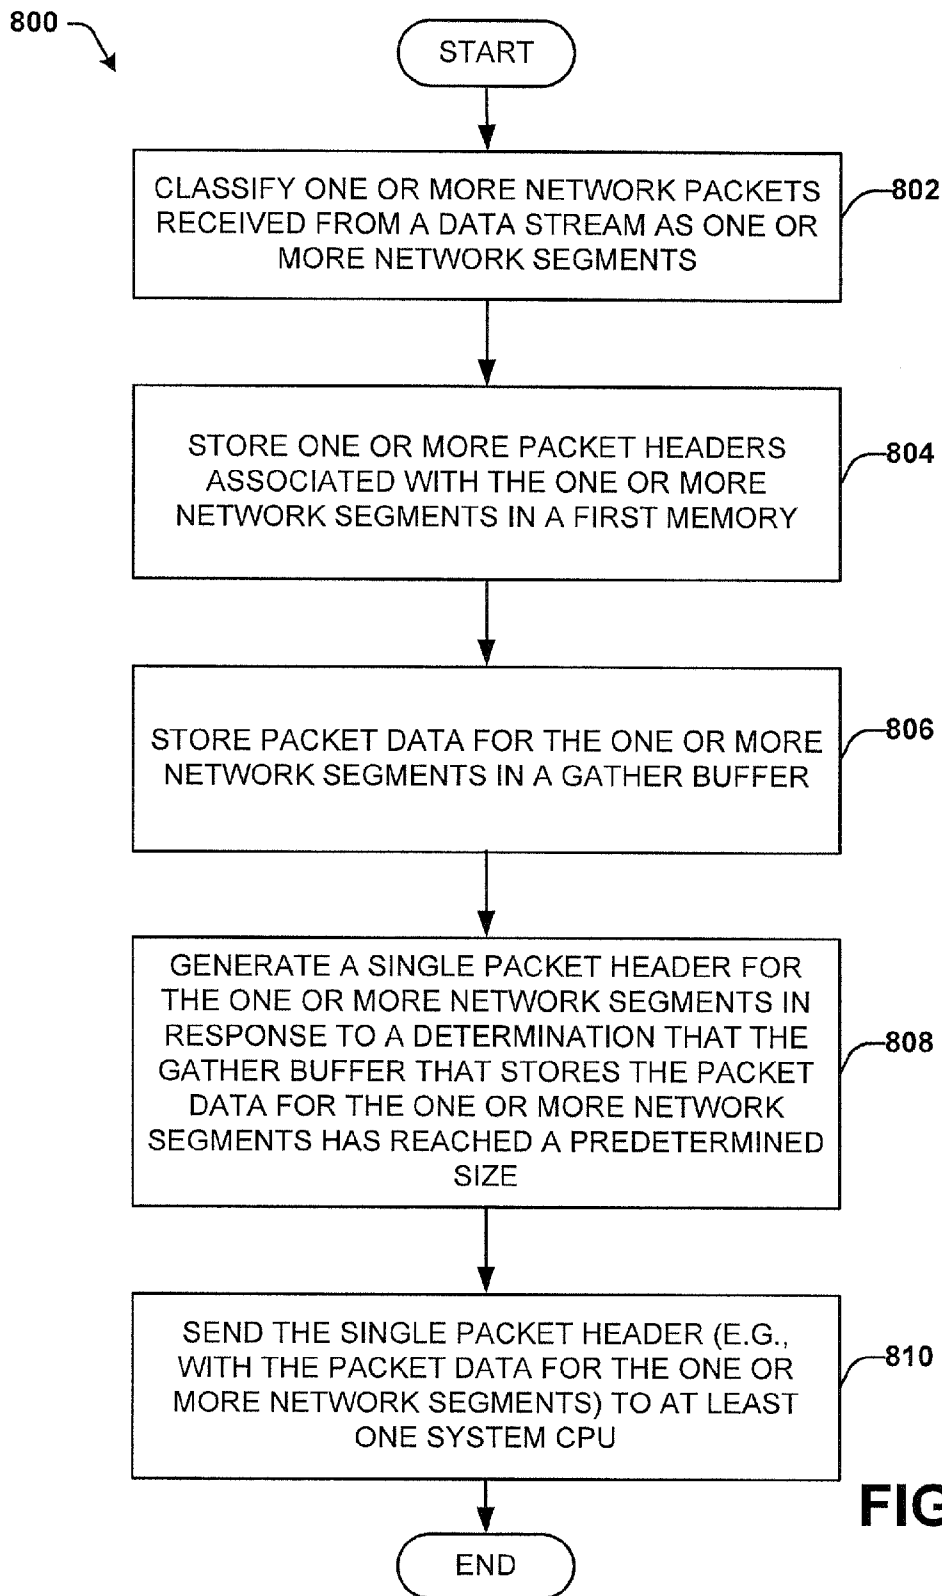 800
START
CLASSIFY ONE OR MORE NETWORK PACKETS
RECEIVED FROM A DATA STREAM AS ONE OR
MORE NETWORK SEGMENTS
802
STORE ONE OR MORE PACKET HEADERS
ASSOCIATED WITH THE ONE OR MORE
NETWORK SEGMENTS IN A FIRST MEMORY
804
STORE PACKET DATA FOR THE ONE OR MORE
NETWORK SEGMENTS IN A GATHER BUFFER
806
GENERATE A SINGLE PACKET HEADER FOR
THE ONE OR MORE NETWORK SEGMENTS IN
RESPONSE TO A DETERMINATION THAT THE
GATHER BUFFER THAT STORES THE PACKET
DATA FOR THE ONE OR MORE NETWORK
SEGMENTS HAS REACHED A PREDETERMINED
SIZE
808
SEND THE SINGLE PACKET HEADER (E.G.,
WITH THE PACKET DATA FOR THE ONE OR
MORE NETWORK SEGMENTS) TO AT LEAST
ONE SYSTEM CPU
810
FIG
END